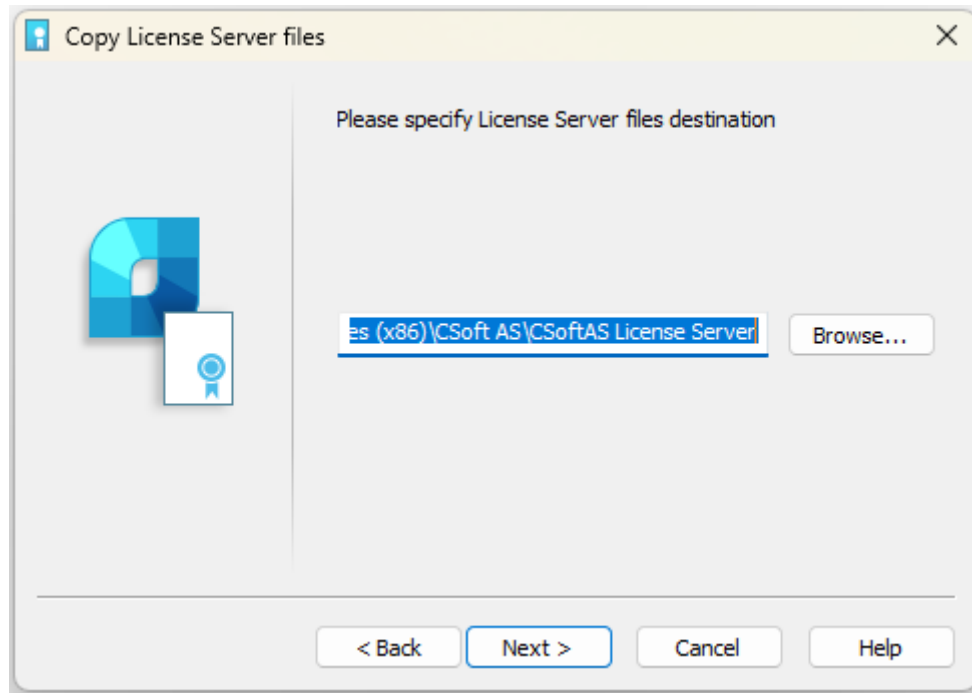 Copy License Server files
Please specify License Server files destination
es (x86)\CSoft AS\CSoftAS License Server
Browse...
< Back
Next >
Cancel
Help